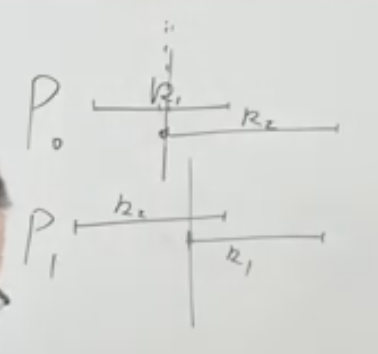 P₀ R₁
R₂
P₁ R₂
R₁